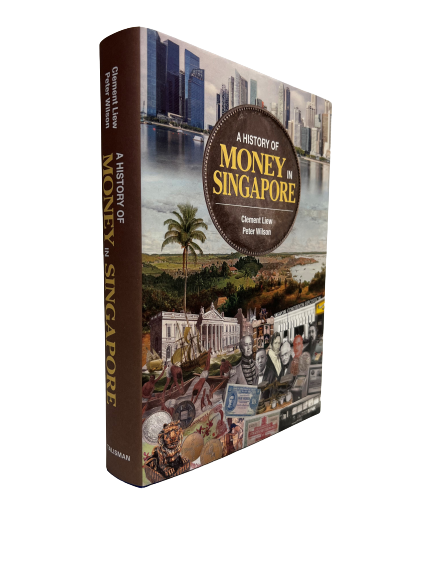 Clement Liew
Peter Wilson
A HISTORY OF
MONEY IN SINGAPORE
TALISMAN
A HISTORY OF
MONEY IN
SINGAPORE
Clement Liew
Peter Wilson